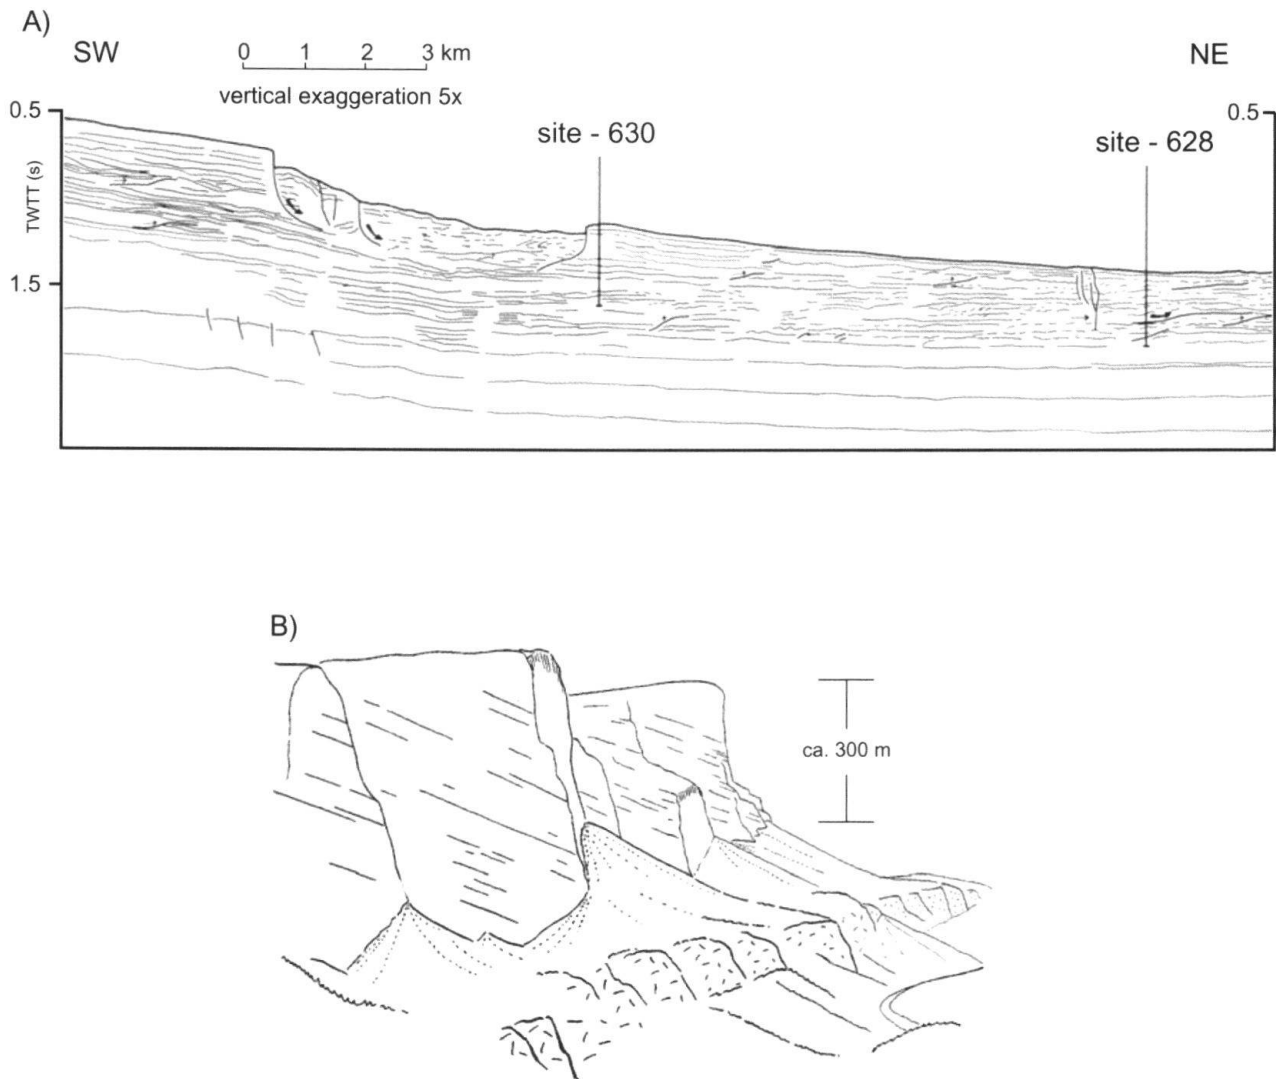 A)
SW
0 1 2 3 km
NE
vertical exaggeration 5x
0.5
0.5
site - 630
site - 628
TWTT (s)
1.5
B)
ca. 300 m